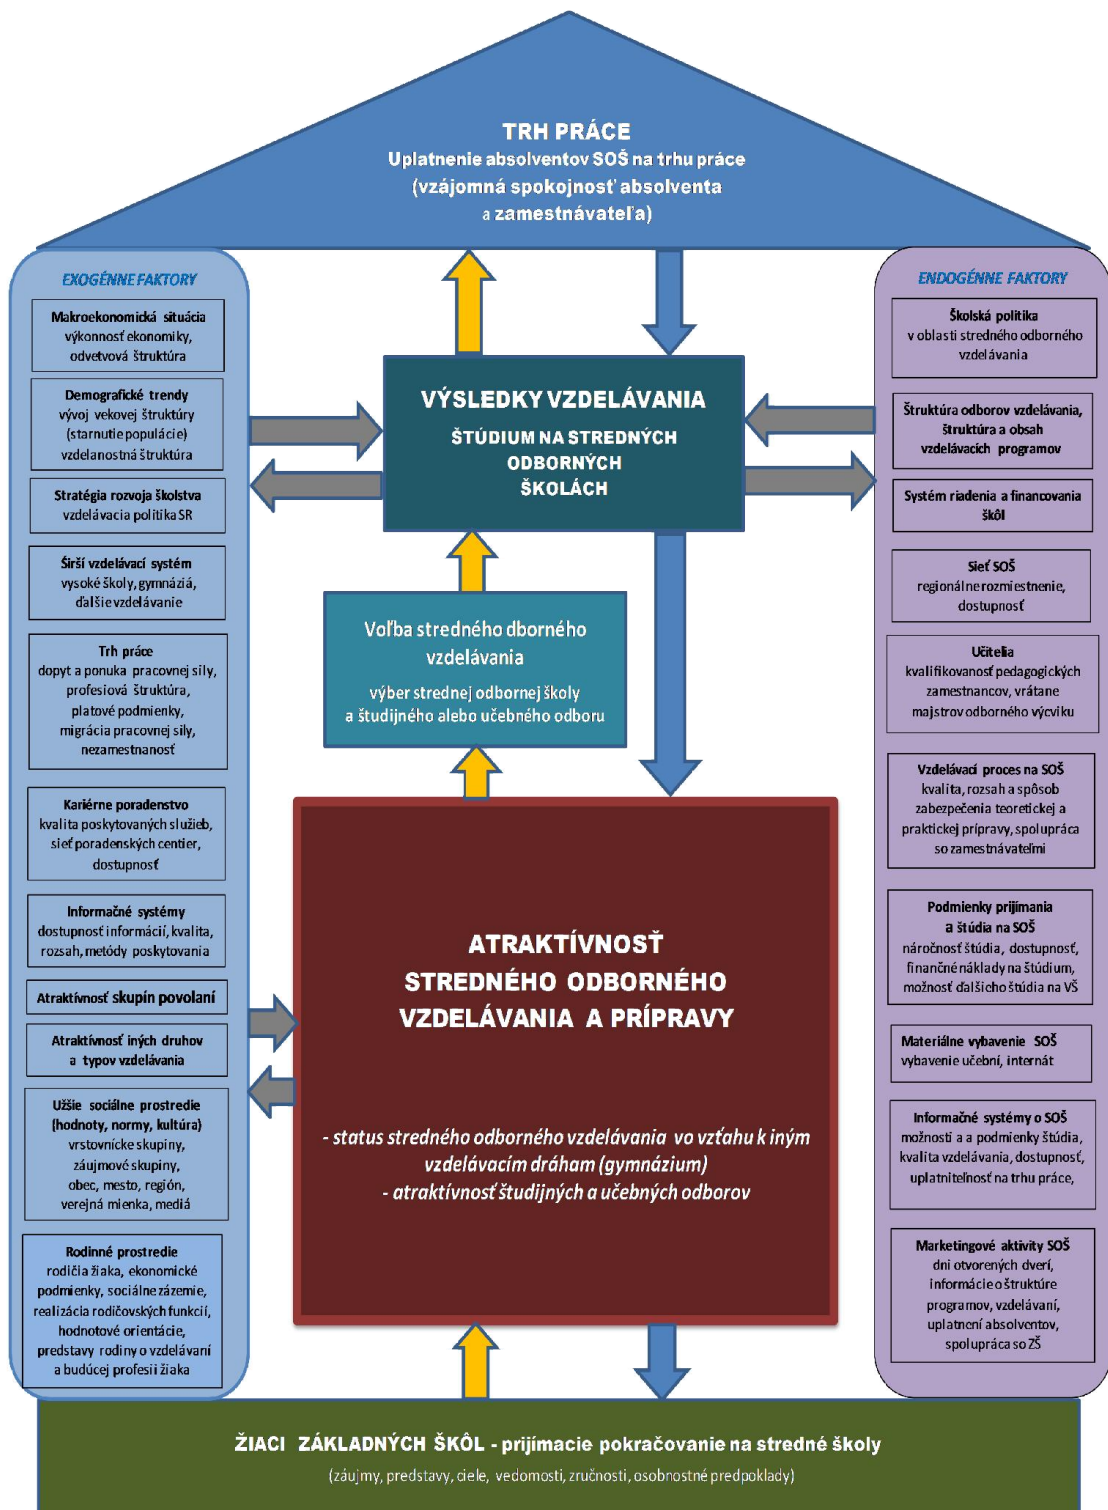 TRH PRÁCE
Uplatnenie absolventov SOŠ na trhu práce
(vzájomná spokojnosť absolventa
a zamestnávateľa)
EXOGÉNNE FAKTORY
Makroekonomická situácia
výkonnosť ekonomiky,
odvetvová štruktúra
Demografické trendy
vývoj vekovej štruktúry
(starnutie populácie)
vzdelanostná štruktúra
Stratégia rozvoja školstva
vzdelávacia politika SR
Širší vzdelávací systém
vysoké školy, gymnáziá,
ďalšie vzdelávanie
Trh práce
dopyt a ponuka pracovnej sily,
profesiová štruktúra,
platové podmienky,
migrácia pracovnej sily,
nezamestnanosť
Kariérne poradenstvo
kvalita poskytovaných služieb,
sieť poradenských centier,
dostupnosť
Informačné systémy
dostupnosť informácií, kvalita,
rozsah, metódy poskytovania
Atraktívnosť skupín povolaní
Atraktívnosť iných druhov
a typov vzdelávania
Užšie sociálne prostredie
(hodnoty, normy, kultúra)
vrstovnícke skupiny,
záujmové skupiny,
obec, mesto, región,
verejná mienka, mediá
Rodinné prostredie
rodičia žiaka, ekonomické
podmienky, sociálne zázemie,
realizácia rodičovských funkcií,
hodnotové orientácie,
predstavy rodiny o vzdelávaní
a budúcej profesii žiaka
VÝSLEDKY VZDELÁVANIA
ŠTÚDIUM NA STREDNÝCH
ODBORNÝCH
ŠKOLÁCH
Voľba stredného dborného
vzdelávania
výber strednej odbornej školy
a študijného alebo učebného odboru
ATRAKTÍVNOSŤ
STREDNÉHO ODBORNÉHO
VZDELÁVANIA A PRÍPRAVY
- status stredného odborného vzdelávania vo vzťahu k iným
vzdelávacím dráham (gymnázium)
- atraktívnosť študijných a učebných odborov
ENDOGÉNNE FAKTORY
Školská politika
v oblasti stredného odborného
vzdelávania
Štruktúra odborov vzdelávania,
štruktúra a obsah
vzdelávacích programov
Systém riadenia a financovania
škôl
Sieť SOŠ
regionálne rozmiestnenie,
dostupnosť
Učitelia
kvalifikovanosť pedagogických
zamestnancov, vrátane
majstrov odborného výcviku
Vzdelávací proces na SOŠ
kvalita, rozsah a spôsob
zabezpečenia teoretickej a
praktickej prípravy, spolupráca
so zamestnávateľmi
Podmienky prijímania
a štúdia na SOŠ
náročnosť štúdia, dostupnosť,
finančné náklady na štúdium,
možnosť ďalšieho štúdia na VŠ
Materiálne vybavenie SOŠ
vybavenie učební, internát
Informačné systémy o SOŠ
možnosti a a podmienky štúdia,
kvalita vzdelávania, dostupnosť,
uplatniteľnosť na trhu práce,
Marketingové aktivity SOŠ
dni otvorených dverí,
informácie o štruktúre
programov, vzdelávaní,
uplatnení absolventov,
spolupráca so ZŠ
ŽIACI ZÁKLADNÝCH ŠKÔL - prijímacie pokračovanie na stredné školy
(záujmy, predstavy, ciele, vedomosti, zručnosti, osobnostné predpoklady)